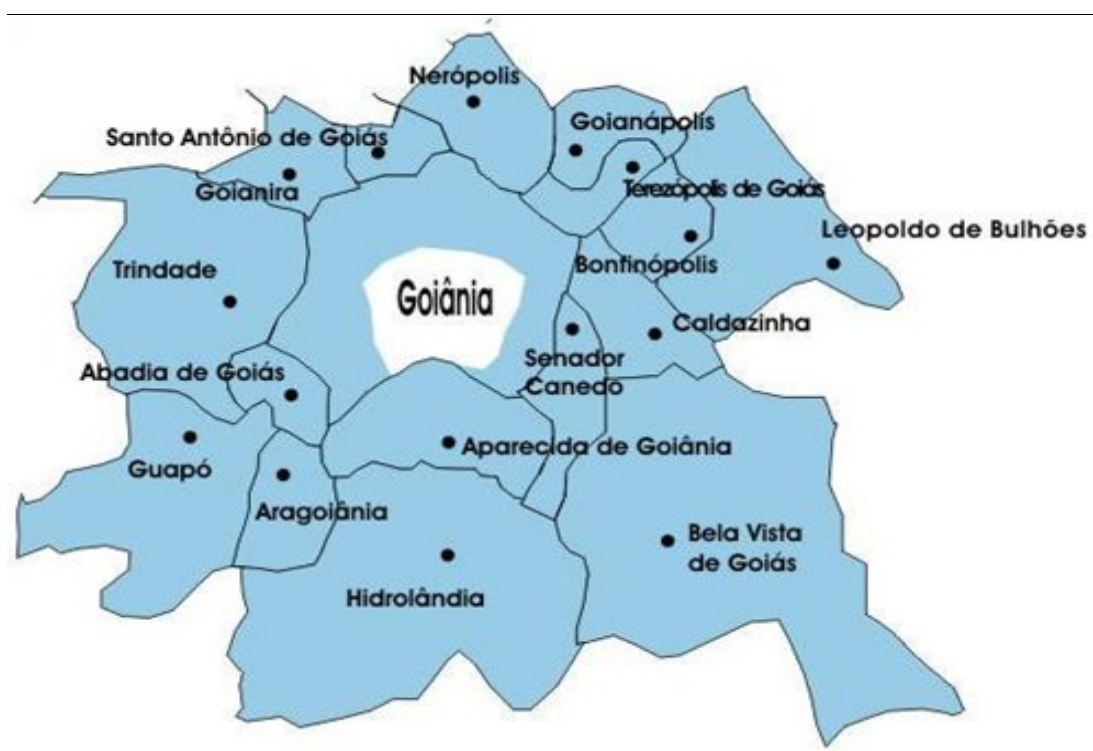 Nerópolis
Goianápolis
Santo Antônio de Goiás
Goianira
Terezópolis de Goiás
Leopoldo de Bulhões
Trindade
Bonfinópolis
Goiânia
Caldazinha
Senador
Canedo
Abadia de Goiás
Aparecida de Goiânia
Guapó
Aragoiânia
Bela Vista
de Goiás
Hidrolândia